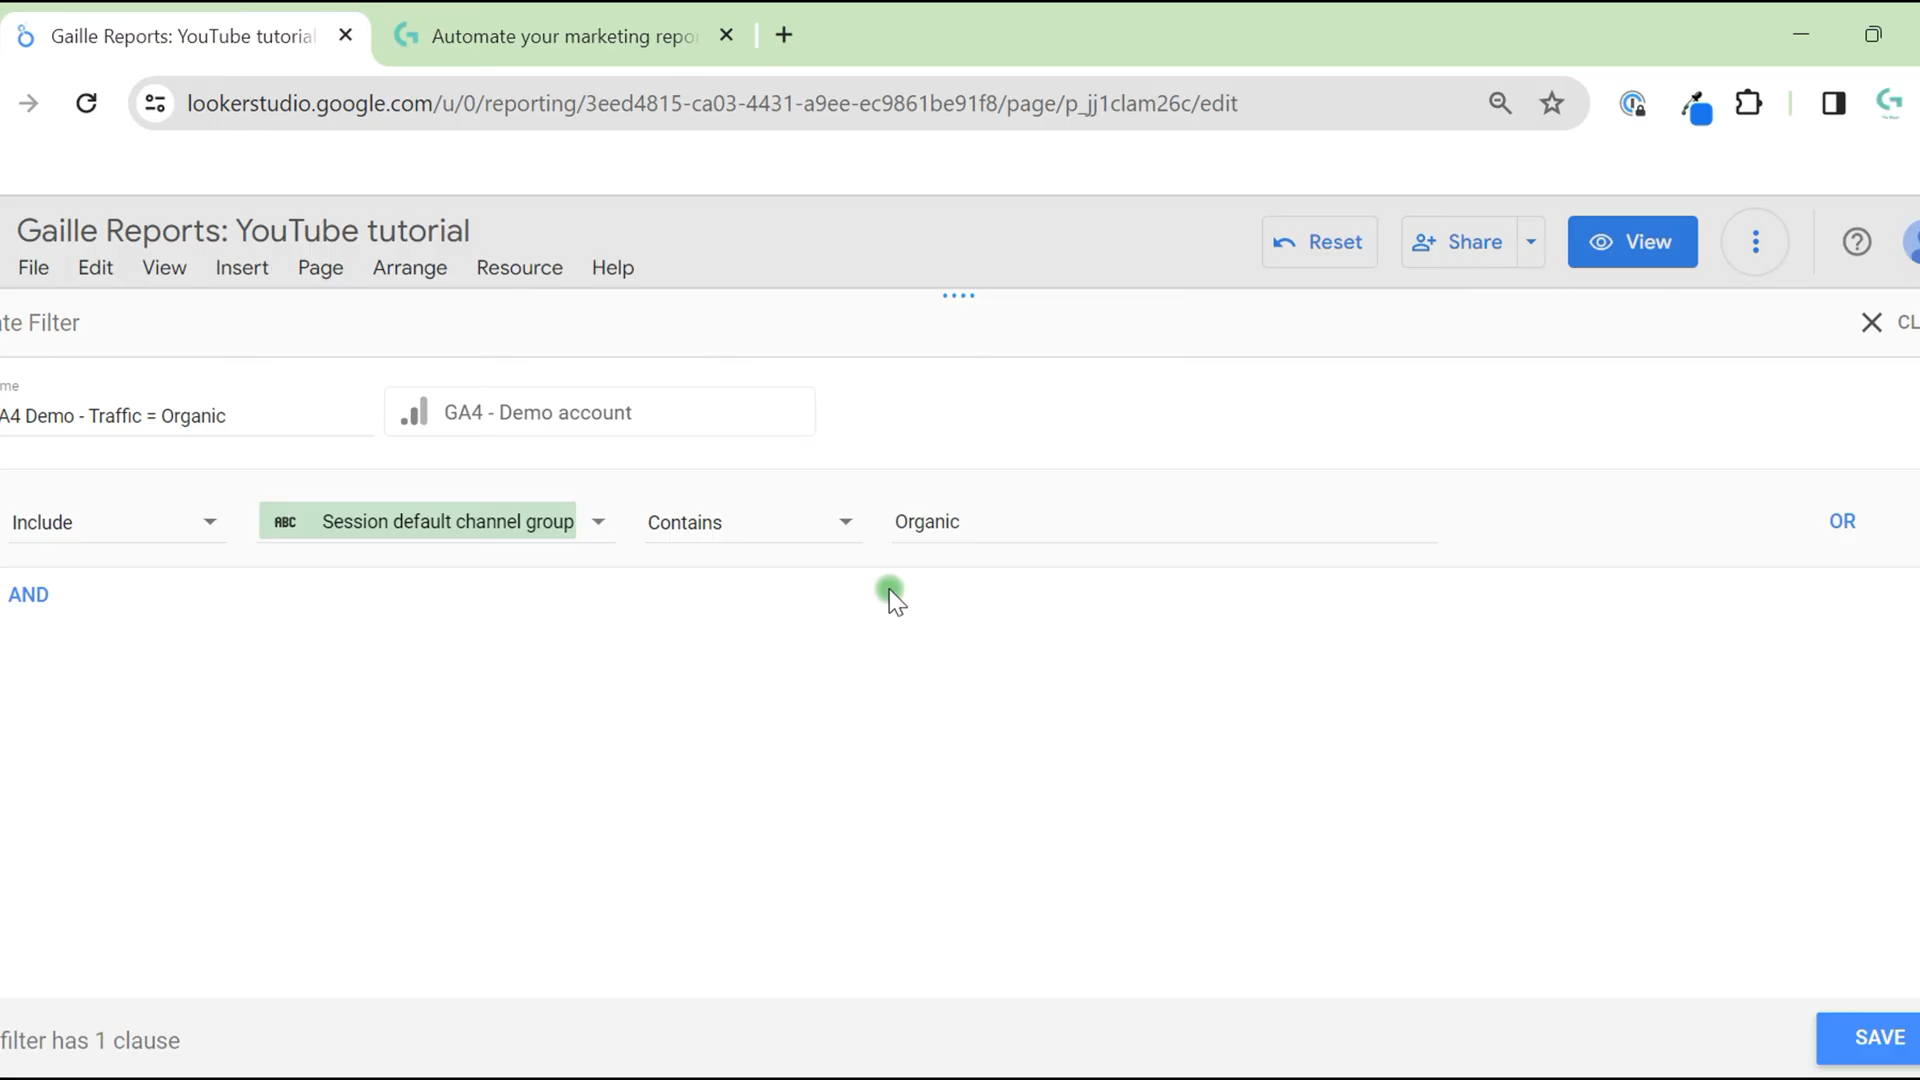 Gaille Reports: YouTube tutorial
Automate your marketing repo
lookerstudio.google.com/u/0/reporting/3eed4815-ca03-4431-a9ee-ec9861be91f8/page/p_jj1clam26c/edit
Gaille Reports: YouTube tutorial
File Edit View Insert Page Arrange Resource Help
Reset Share View
te Filter
CL
me
A4 Demo - Traffic = Organic
GA4 - Demo account
Include ABC Session default channel group Contains Organic OR
AND
filter has 1 clause
SAVE